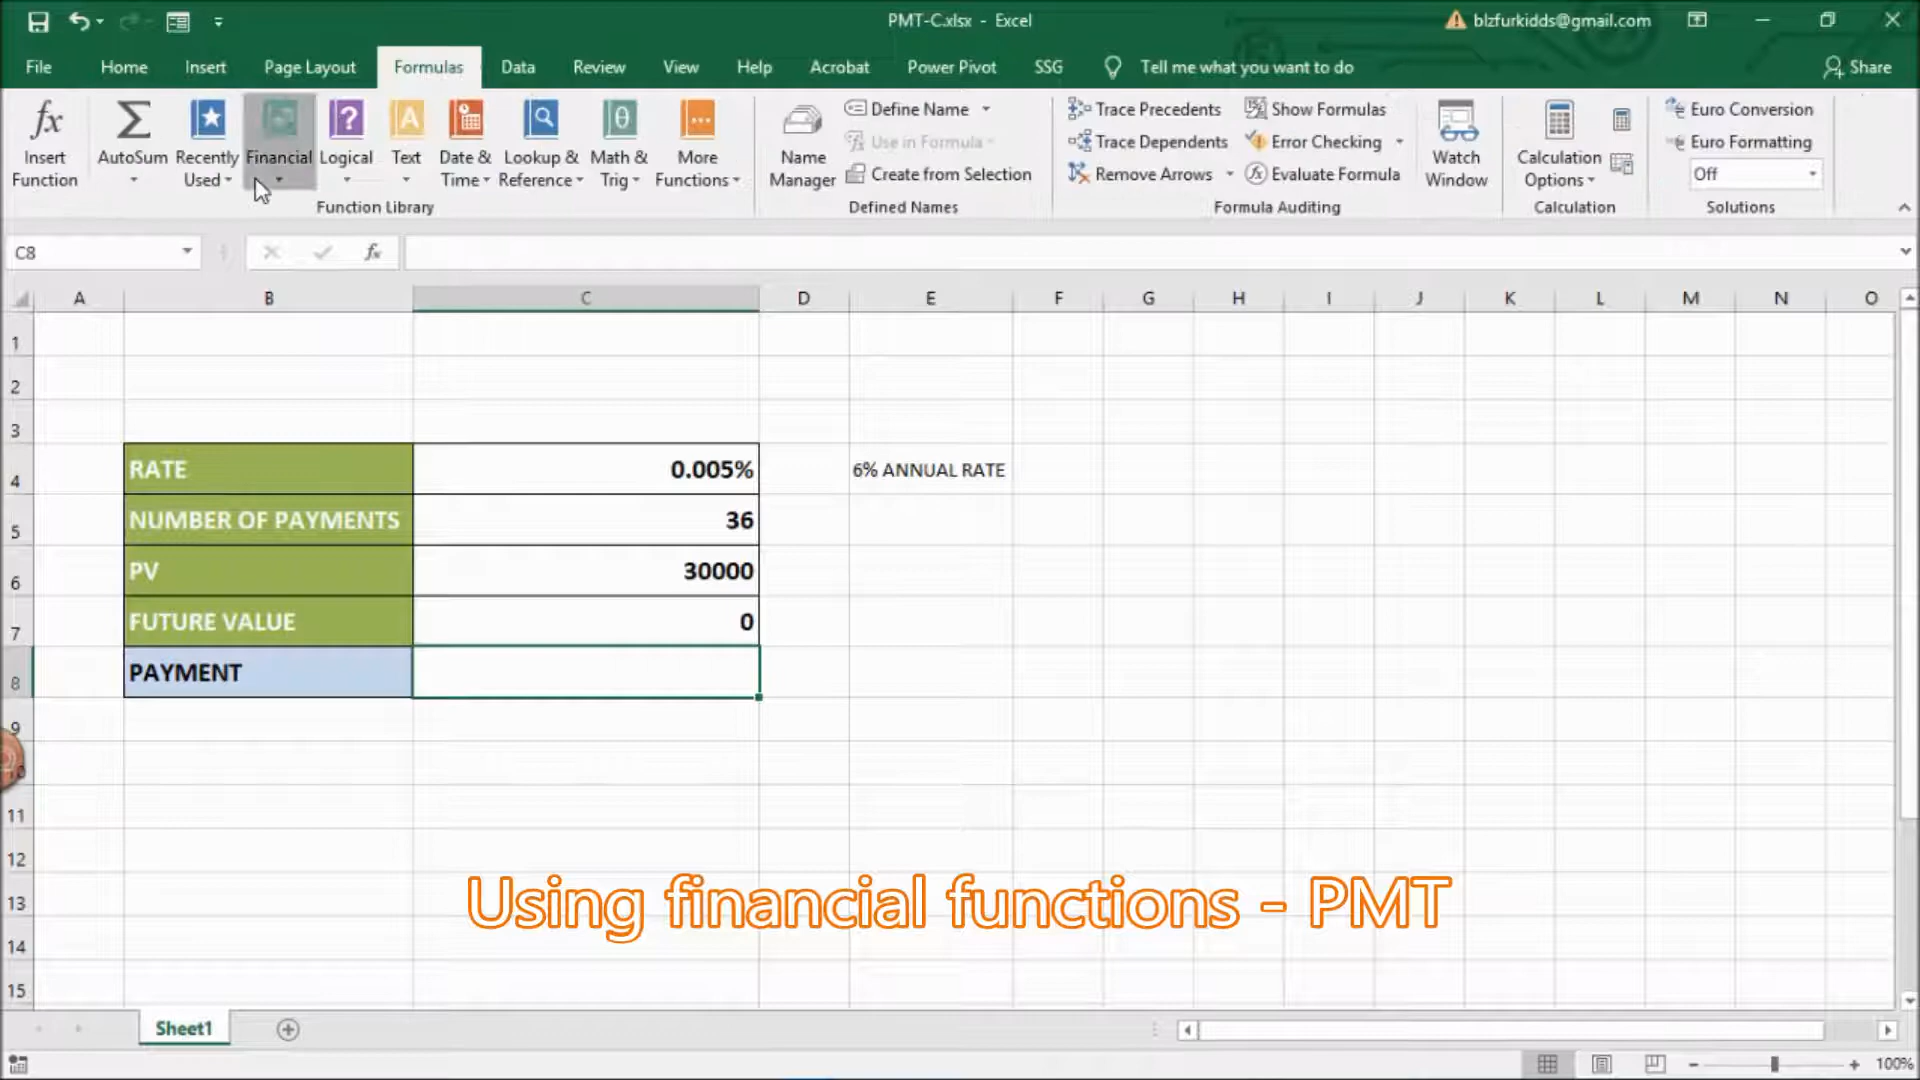 PMT-C.xlsx - Excel
blzfurkidds@gmail.com
File Home Insert Page Layout Formulas Data Review View Help Acrobat Power Pivot SSG Tell me what you want to do Share
Insert Function
AutoSum
Recently Used
Financial
Logical
Text
Date & Time
Lookup & Reference
Math & Trig
More Functions
Function Library
Name Manager
Define Name
Use in Formula
Create from Selection
Defined Names
Trace Precedents
Trace Dependents
Remove Arrows
Show Formulas
Error Checking
Evaluate Formula
Formula Auditing
Watch Window
Calculation Options
Calculation
Euro Conversion
Euro Formatting
Off
Solutions
C8
fx
A B C D E F G H I J K L M N O
1
2
3
4 RATE 0.005% 6% ANNUAL RATE
5 NUMBER OF PAYMENTS 36
6 PV 30000
7 FUTURE VALUE 0
8 PAYMENT
9
10
11
12
13
14
15
Using financial functions - PMT
Sheet1
100%